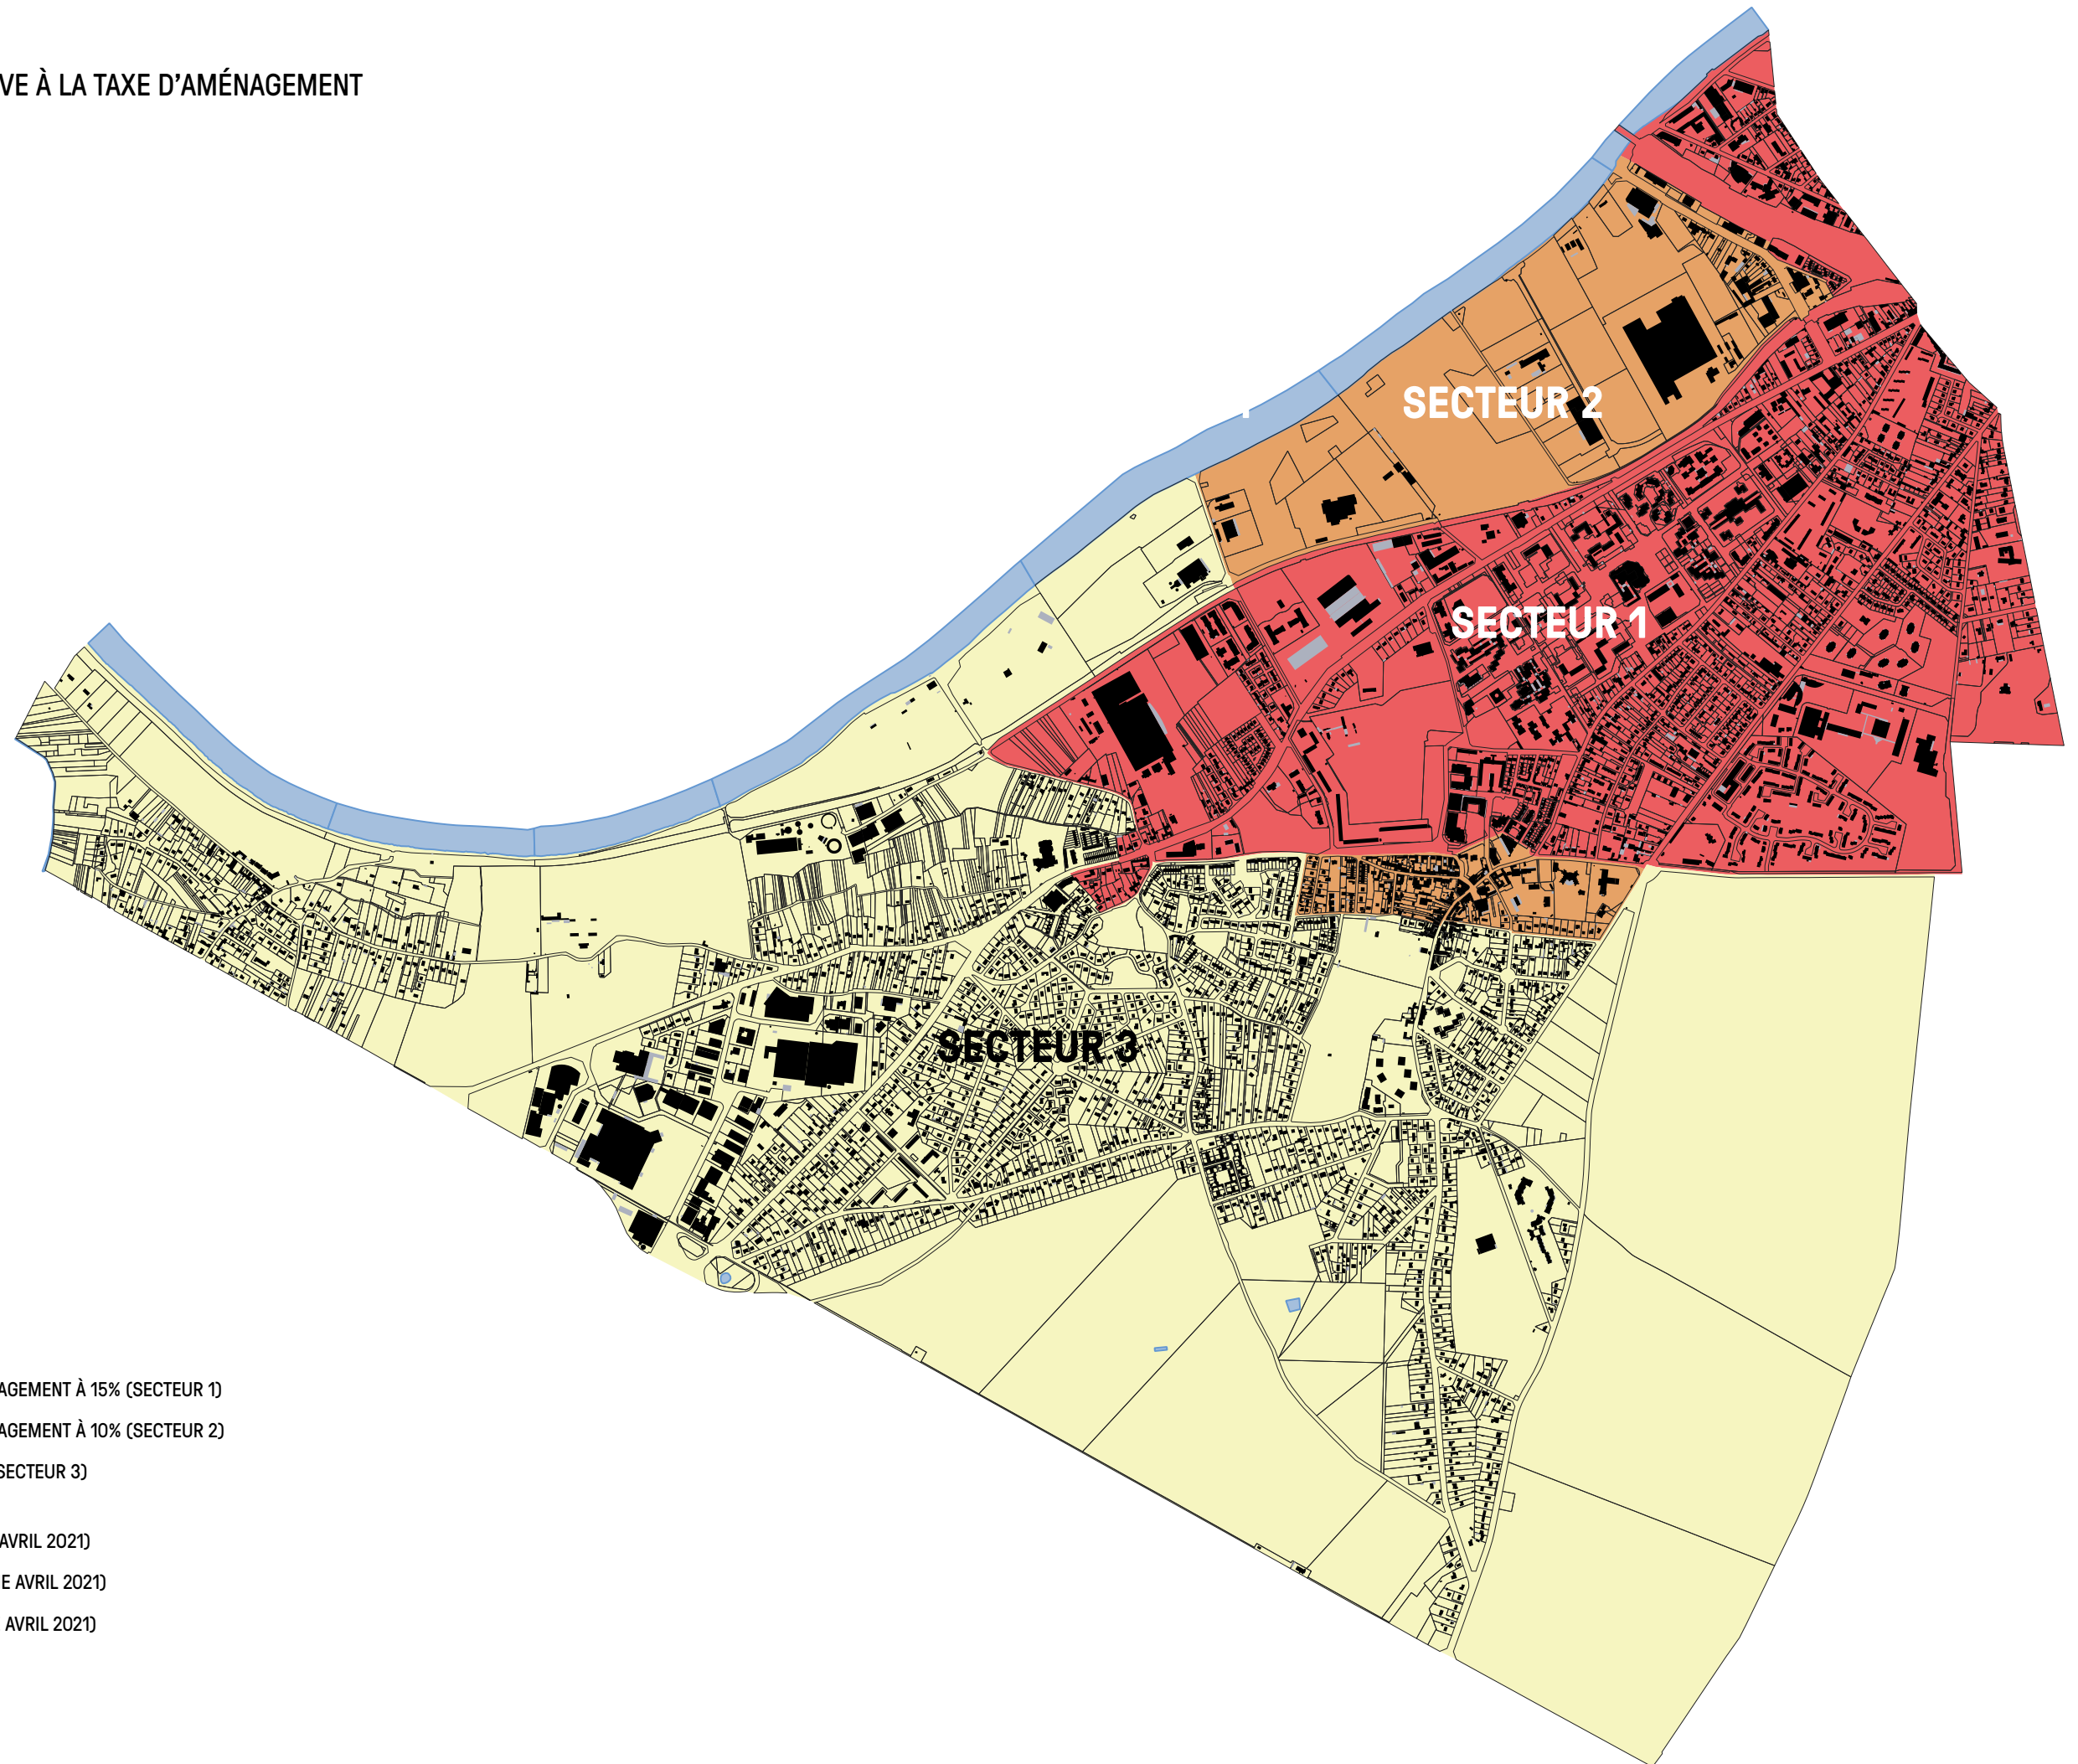 VE À LA TAXE D'AMÉNAGEMENT
SECTEUR 2
SECTEUR 1
SECTEUR 3
AGEMENT À 15% (SECTEUR 1)
AGEMENT À 10% (SECTEUR 2)
SECTEUR 3)
AVRIL 2021)
E AVRIL 2021)
AVRIL 2021)